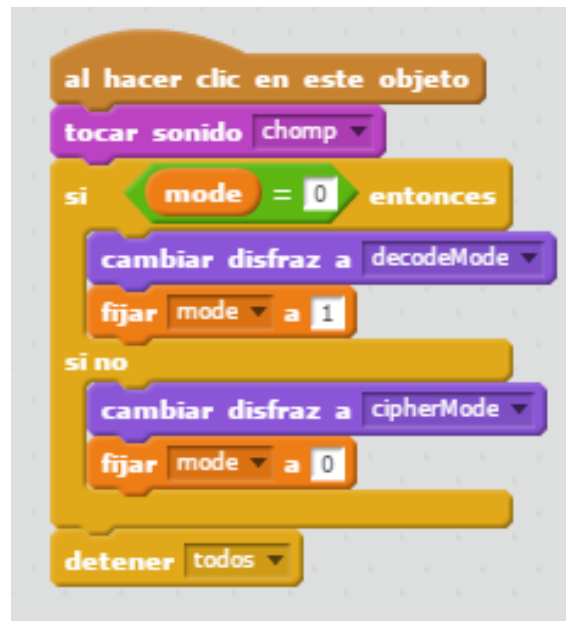 al hacer clic en este objeto
tocar sonido chomp
si mode = 0 entonces
cambiar disfraz a decodeMode
fijar mode a 1
si no
cambiar disfraz a cipherMode
fijar mode a 0
detener todos